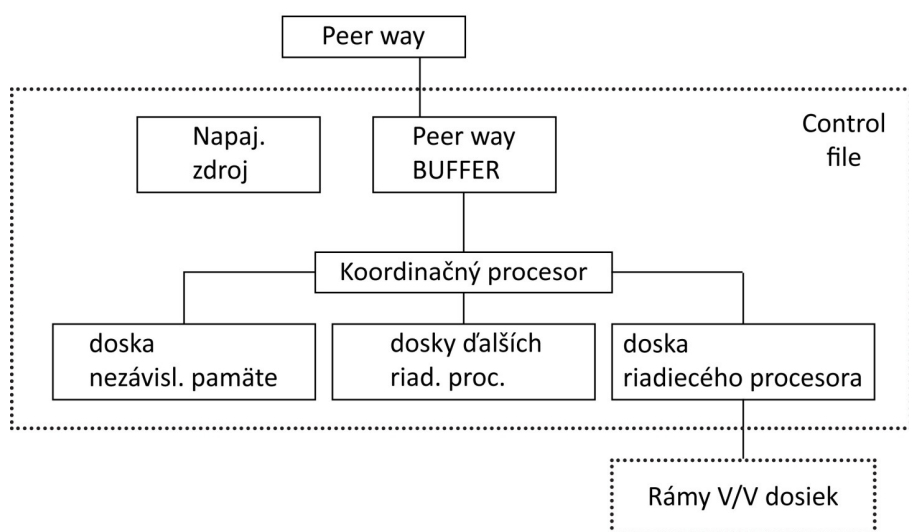 Peer way
Napaj.
zdroj
Peer way
BUFFER
Control
file
Koordinačný procesor
doska
nezávisl. pamäte
dosky ďalších
riad. proc.
doska
riadiecého procesora
Rámy V/V dosiek